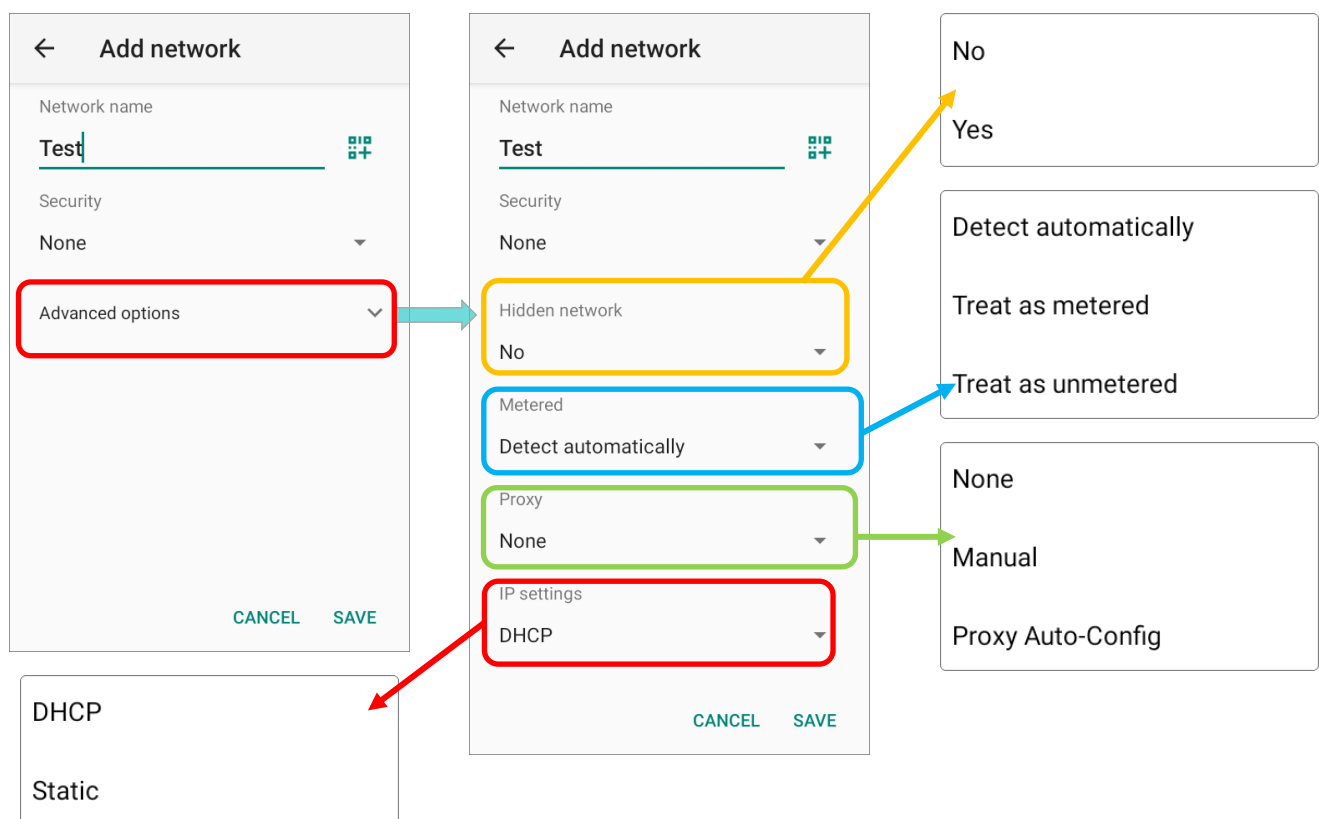 Add network
Network name
Test
Security
None
Advanced options
CANCEL SAVE
Add network
Network name
Test
Security
None
Hidden network
No
Metered
Detect automatically
Proxy
None
IP settings
DHCP
CANCEL SAVE
No
Yes
Detect automatically
Treat as metered
Treat as unmetered
None
Manual
Proxy Auto-Config
DHCP
Static